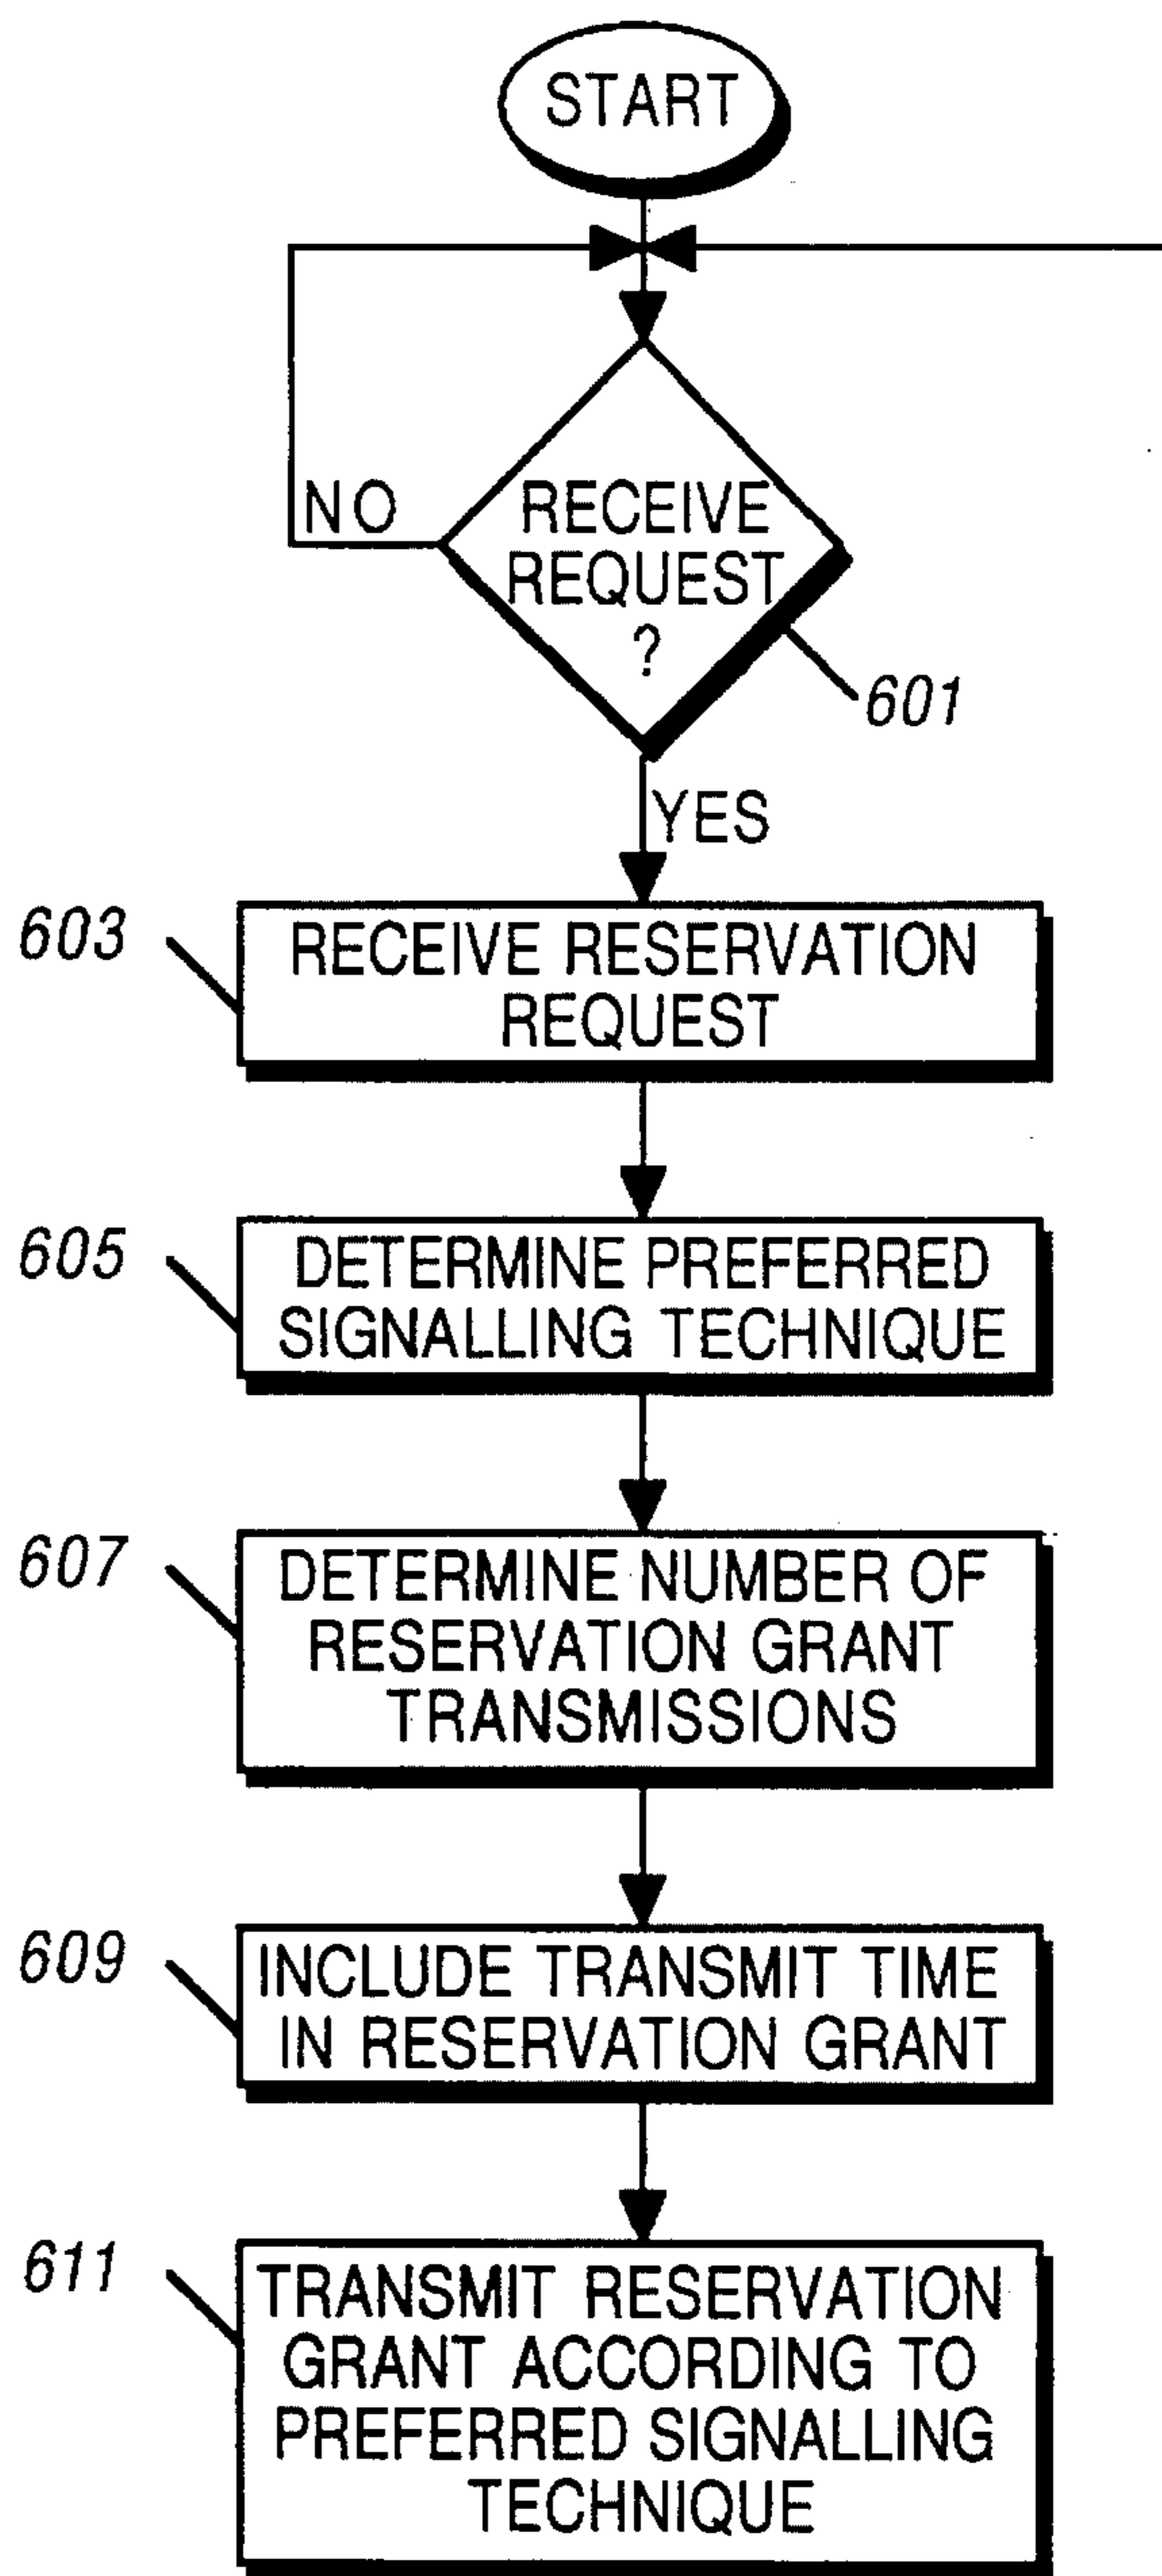 START
NO
RECEIVE
REQUEST
?
601
YES
603
RECEIVE RESERVATION
REQUEST
605
DETERMINE PREFERRED
SIGNALLING TECHNIQUE
607
DETERMINE NUMBER OF
RESERVATION GRANT
TRANSMISSIONS
609
INCLUDE TRANSMIT TIME
IN RESERVATION GRANT
611
TRANSMIT RESERVATION
GRANT ACCORDING TO
PREFERRED SIGNALLING
TECHNIQUE